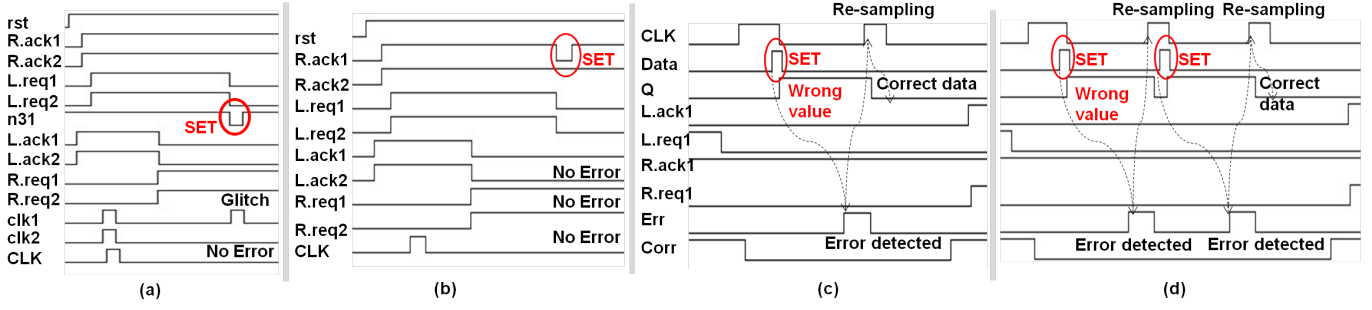 rst
R.ack1
R.ack2
L.req1
L.req2
n31
SET
L.ack1
L.ack2
R.req1
R.req2
Glitch
clk1
clk2
CLK
No Error
(a)
rst
R.ack1
SET
R.ack2
L.req1
L.req2
L.ack1
No Error
L.ack2
R.req1
No Error
R.req2
No Error
CLK
(b)
Re-sampling
CLK
Data
SET
Q
Correct data
Wrong
value
L.ack1
L.req1
R.ack1
R.req1
Err
Error detected
Corr
(c)
Re-sampling
Re-sampling
SET
SET
Correct
data
Wrong
value
Error detected
Error detected
(d)